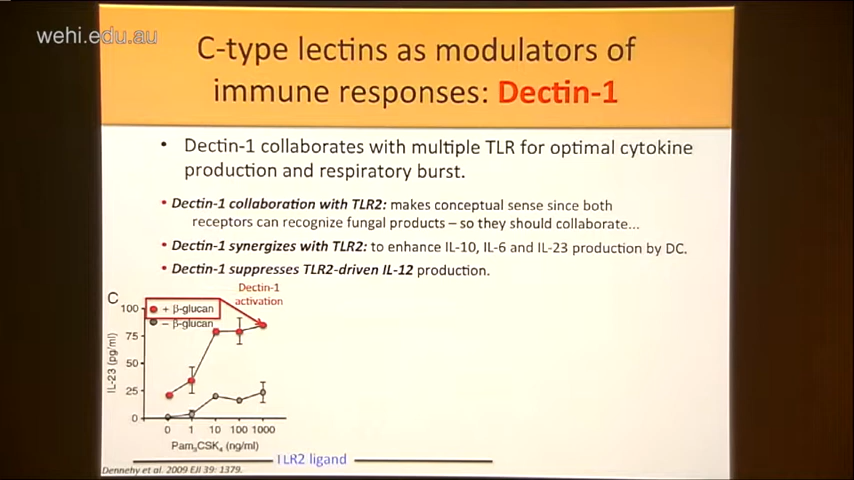 wehi.edu.au
C-type lectins as modulators of
immune responses: Dectin-1
• Dectin-1 collaborates with multiple TLR for optimal cytokine
production and respiratory burst.
• Dectin-1 collaboration with TLR2: makes conceptual sense since both
receptors can recognize fungal products – so they should collaborate...
• Dectin-1 synergizes with TLR2: to enhance IL-10, IL-6 and IL-23 production by DC.
• Dectin-1 suppresses TLR2-driven IL-12 production.
Dectin-1
activation
C
+ β-glucan
– β-glucan
100
75
50
25
0
IL-23 (pg/ml)
0 1 10 100 1000
Pam3CSK4 (ng/ml)
TLR2 ligand
Dennehy et al. 2009 EJI 39: 1379.